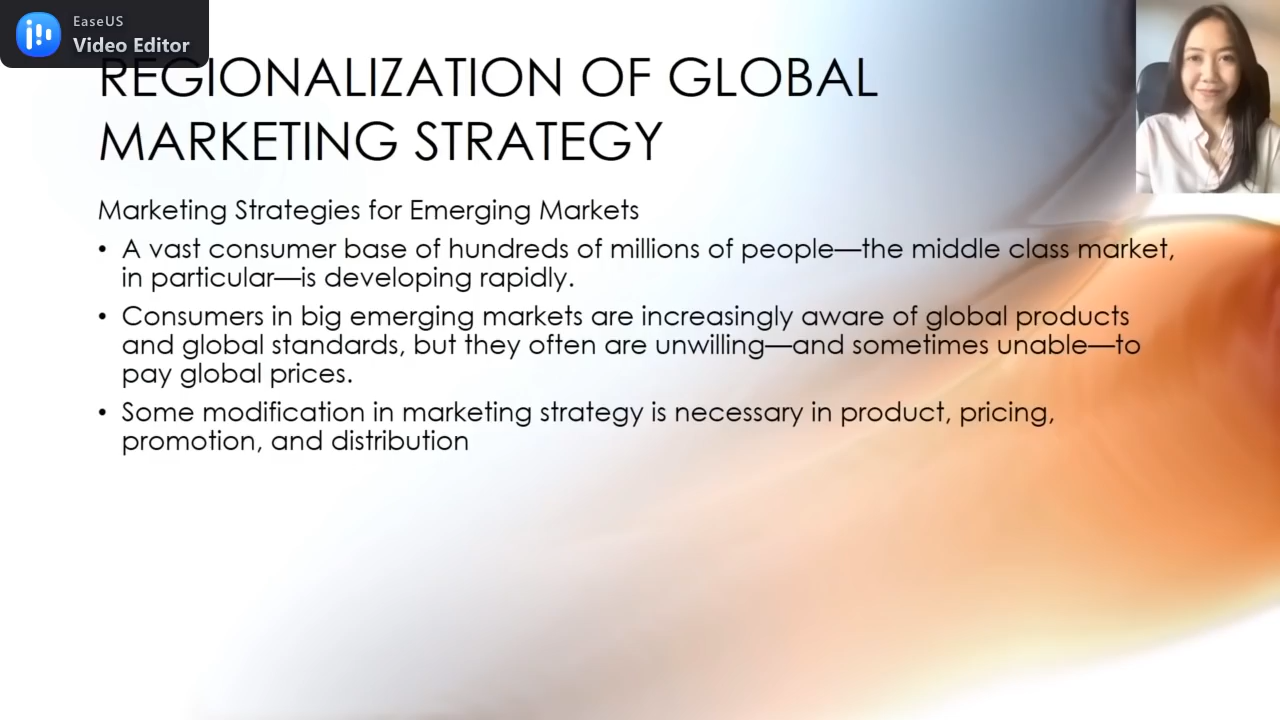 EaseUS
Video Editor
REGIONALIZATION OF GLOBAL
MARKETING STRATEGY
Marketing Strategies for Emerging Markets
• A vast consumer base of hundreds of millions of people—the middle class market,
in particular—is developing rapidly.
• Consumers in big emerging markets are increasingly aware of global products
and global standards, but they often are unwilling—and sometimes unable—to
pay global prices.
• Some modification in marketing strategy is necessary in product, pricing,
promotion, and distribution